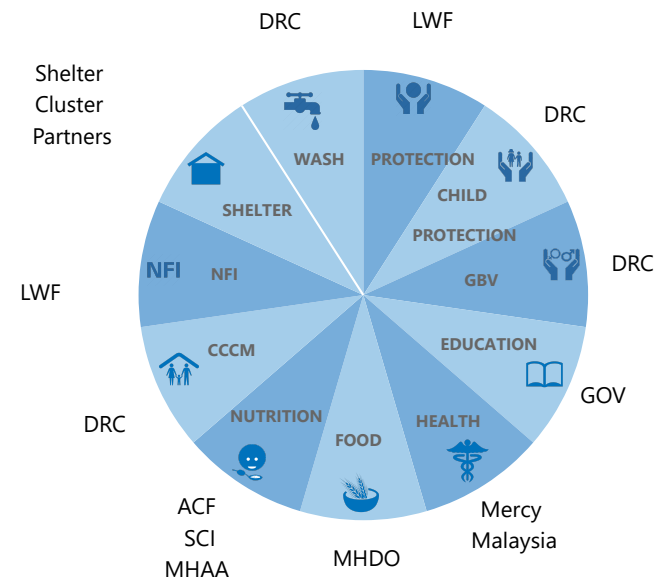 DRC
LWF
Shelter
Cluster
Partners
DRC
WASH
PROTECTION
CHILD
PROTECTION
SHELTER
NFI
NFI
GBV
DRC
LWF
CCCM
EDUCATION
GOV
DRC
NUTRITION
FOOD
HEALTH
ACF
SCI
MHAA
MHDO
Mercy
Malaysia